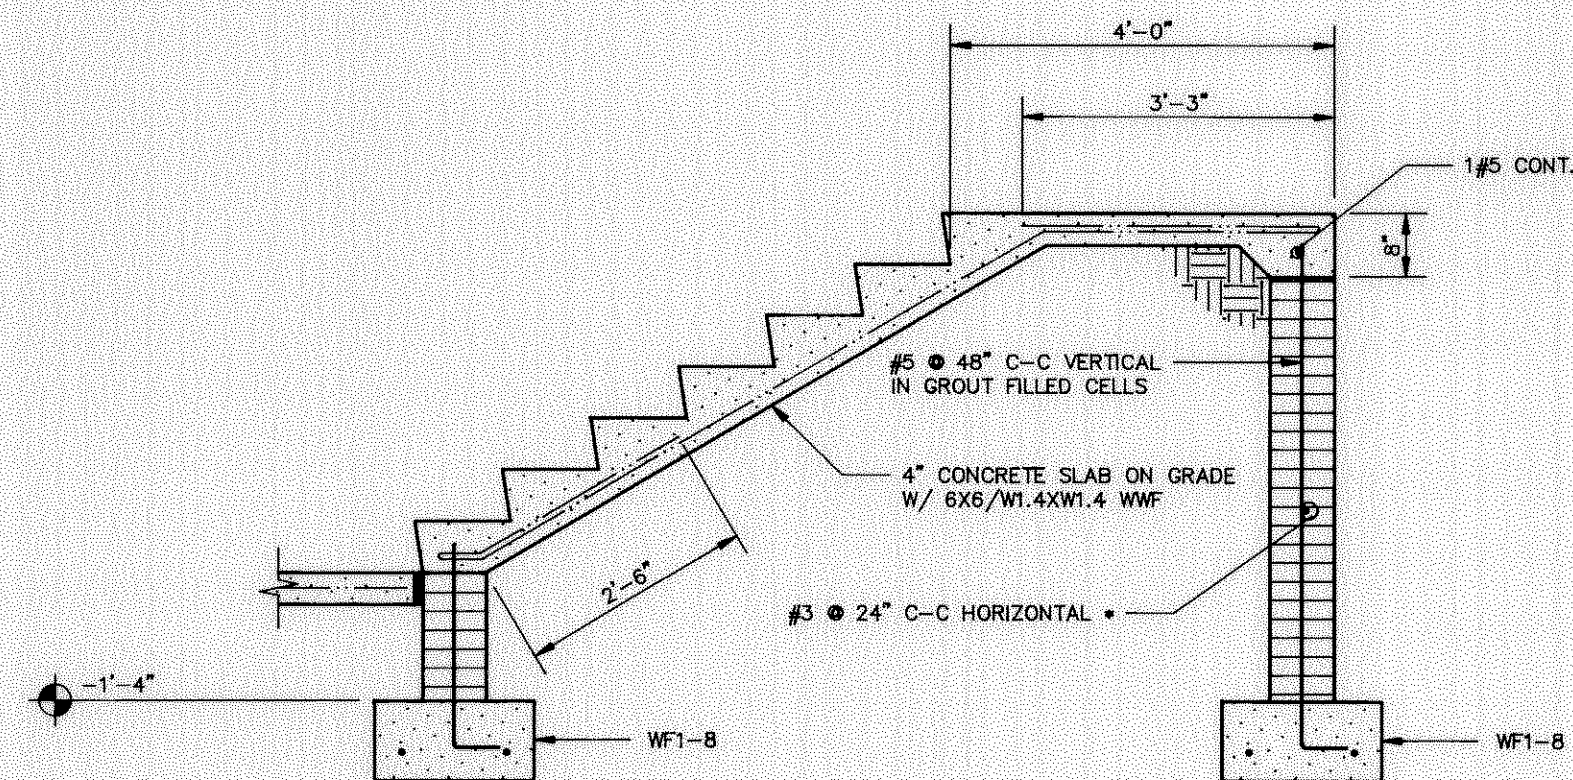 4'-0"
3'-3"
1#5 CONT.
8"
#5 @ 48" C-C VERTICAL
IN GROUT FILLED CELLS
4" CONCRETE SLAB ON GRADE
W/ 6X6/W1.4XW1.4 WWF
2'-6"
#3 @ 24" C-C HORIZONTAL *
-1'-4"
WF1-8
WF1-8